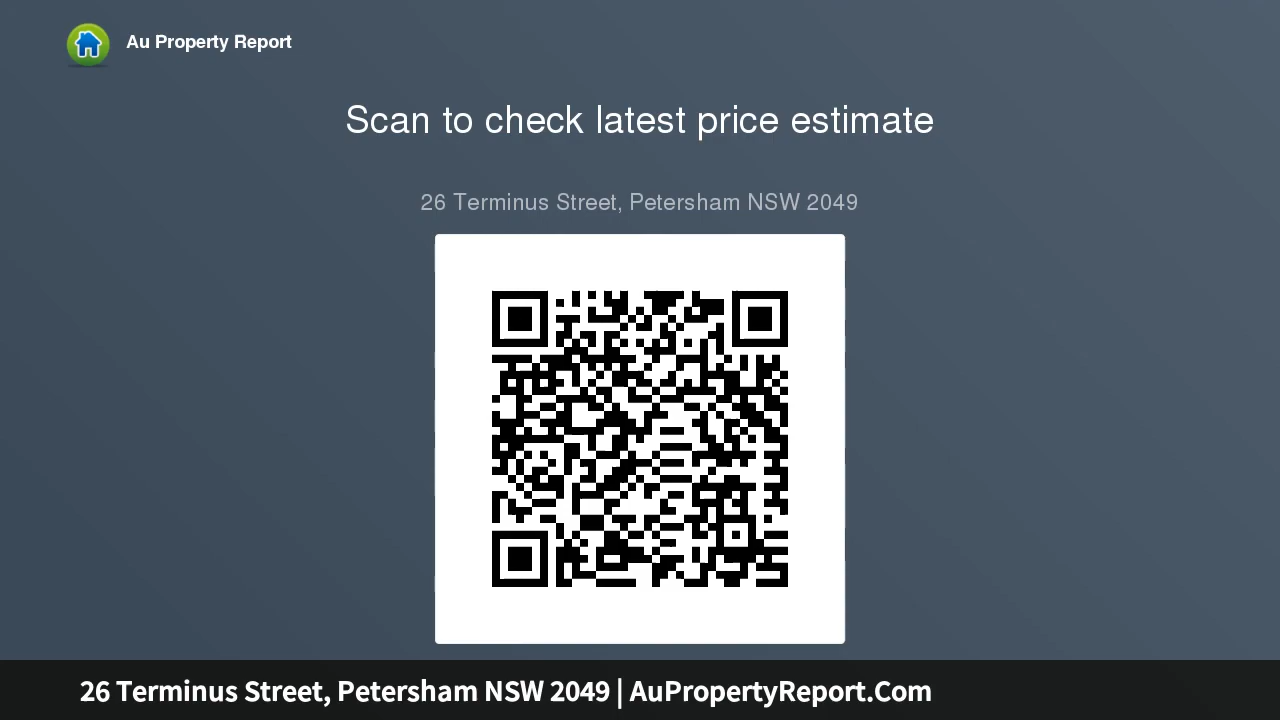 Au Property Report
Scan to check latest price estimate
26 Terminus Street, Petersham NSW 2049
26 Terminus Street, Petersham NSW 2049 | AuPropertyReport.Com